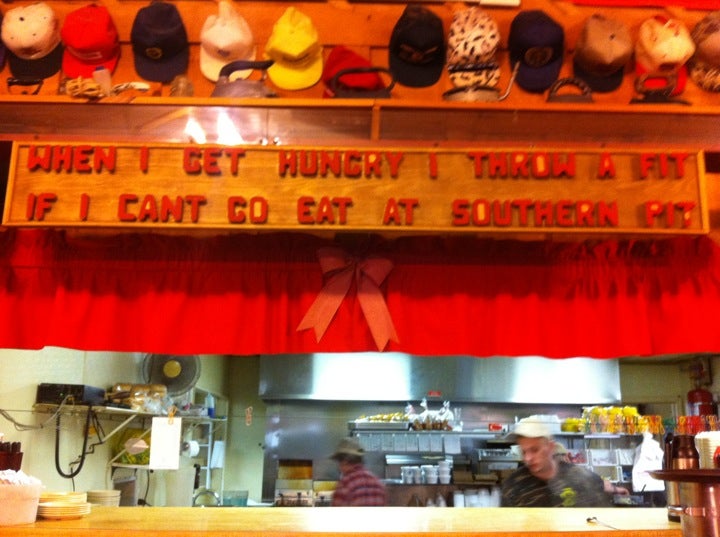 WHEN I GET HUNGRY I THROW A FIT
IF I CANT GO EAT AT SOUTHERN PIT